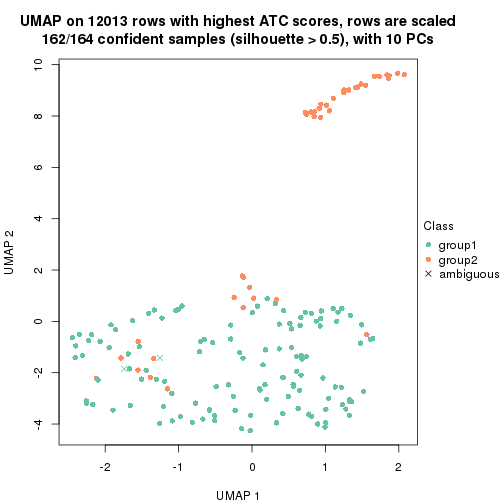 UMAP on 12013 rows with highest ATC scores, rows are scaled
162/164 confident samples (silhouette > 0.5), with 10 PCs
10
8
6
4
2
0
-2
-4
UMAP 2
-2
-1
0
1
2
UMAP 1
Class
group1
group2
ambiguous